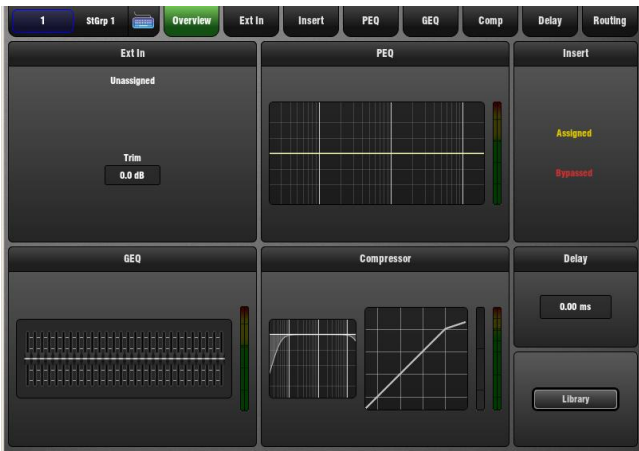 1 StGrp 1 Overview Ext In Insert PEQ GEQ Comp Delay Routing
Ext In
Unassigned
Trim
0.0 dB
PEQ
Insert
Assigned
Bypassed
GEQ
Compressor
Delay
0.00 ms
Library